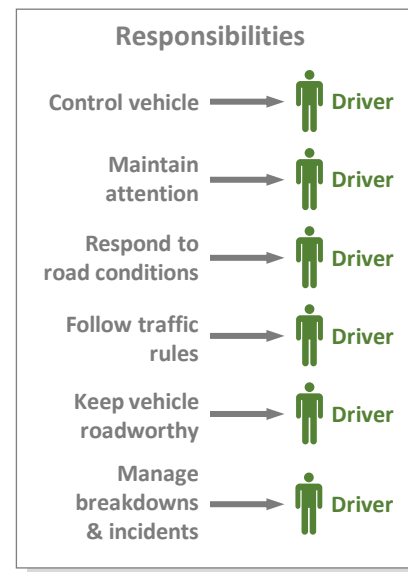 Responsibilities
Control vehicle
Driver
Maintain
attention
Driver
Respond to
road conditions
Driver
Follow traffic
rules
Driver
Keep vehicle
roadworthy
Driver
Manage
breakdowns
& incidents
Driver